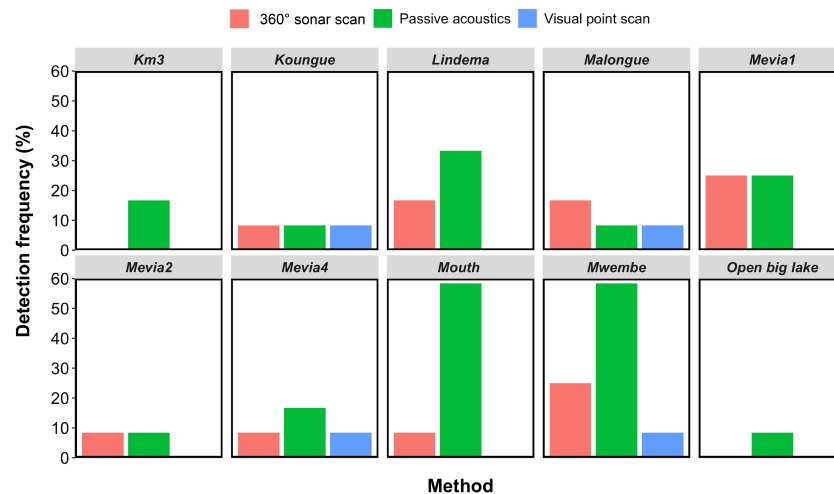 360° sonar scan Passive acoustics Visual point scan
Km3 Koungue Lindema Malongue Mevia1
60
50
40
30
20
10
0
Mevia2 Mevia4 Mouth Mwembe Open big lake
60
50
40
30
20
10
0
Detection frequency (%)
Method